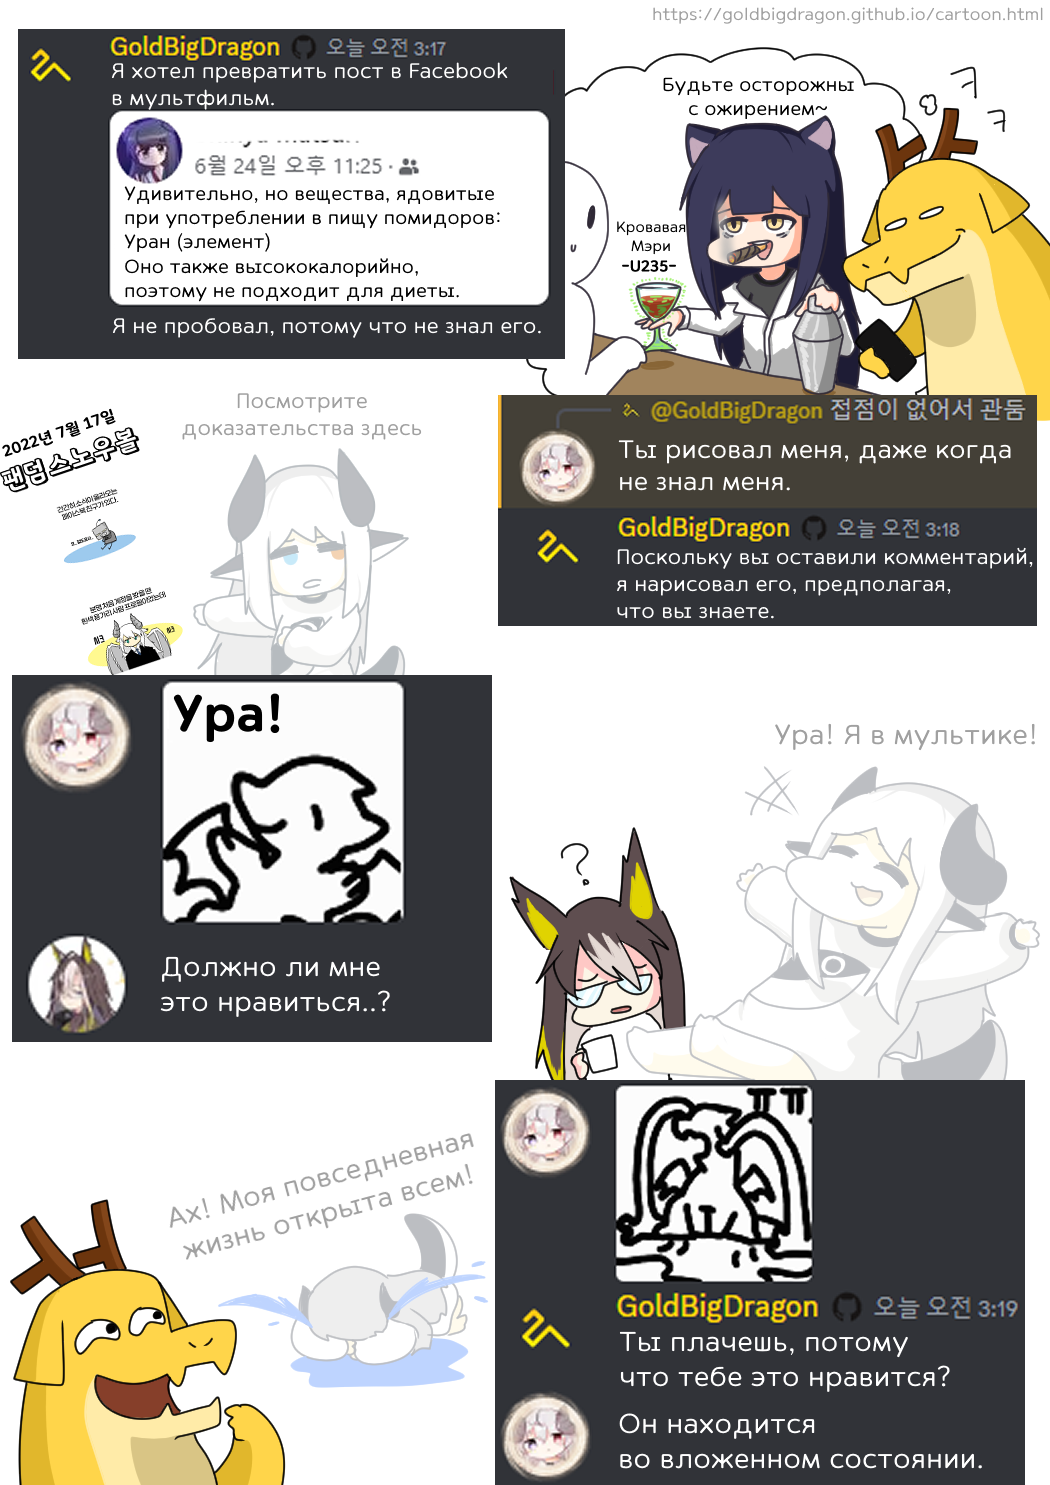 https://goldbigdragon.github.io/cartoon.html
GoldBigDragon 오늘 오전 3:17
Я хотел превратить пост в Facebook
в мультфильм.
6월 24일 오후 11:25 ·
Удивительно, но вещества, ядовитые
при употреблении в пищу помидоров:
Уран (элемент)
Оно также высококалорийно,
поэтому не подходит для диеты.
Я не пробовал, потому что не знал его.
Будьте осторожны
с ожирением~
ㅋ
ㅋ
Кровавая
Мэри
-U235-
Посмотрите
доказательства здесь
2022년 7월 17일
팬덤 스노우볼
@GoldBigDragon 접점이 없어서 관둠
Ты рисовал меня, даже когда
не знал меня.
GoldBigDragon 오늘 오전 3:18
Поскольку вы оставили комментарий,
я нарисовал его, предполагая,
что вы знаете.
Ура!
Должно ли мне
это нравиться..?
Ура! Я в мультике!
?
Ах! Моя повседневная
жизнь открыта всем!
ㅠㅠ
GoldBigDragon 오늘 오전 3:19
Ты плачешь, потому
что тебе это нравится?
Он находится
во вложенном состоянии.